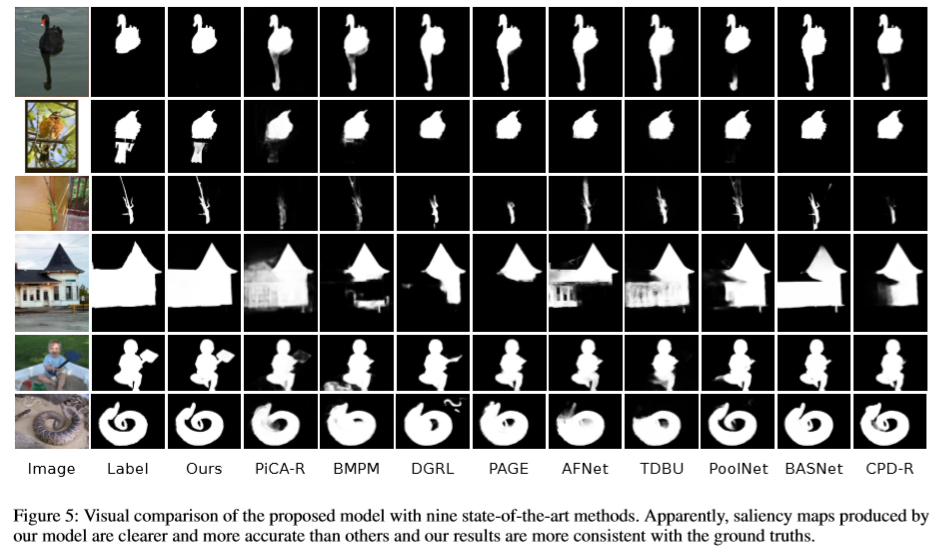 Image Label Ours PiCA-R BMPM DGRL PAGE AFNet TDBU PoolNet BASNet CPD-R
Figure 5: Visual comparison of the proposed model with nine state-of-the-art methods. Apparently, saliency maps produced by
our model are clearer and more accurate than others and our results are more consistent with the ground truths.